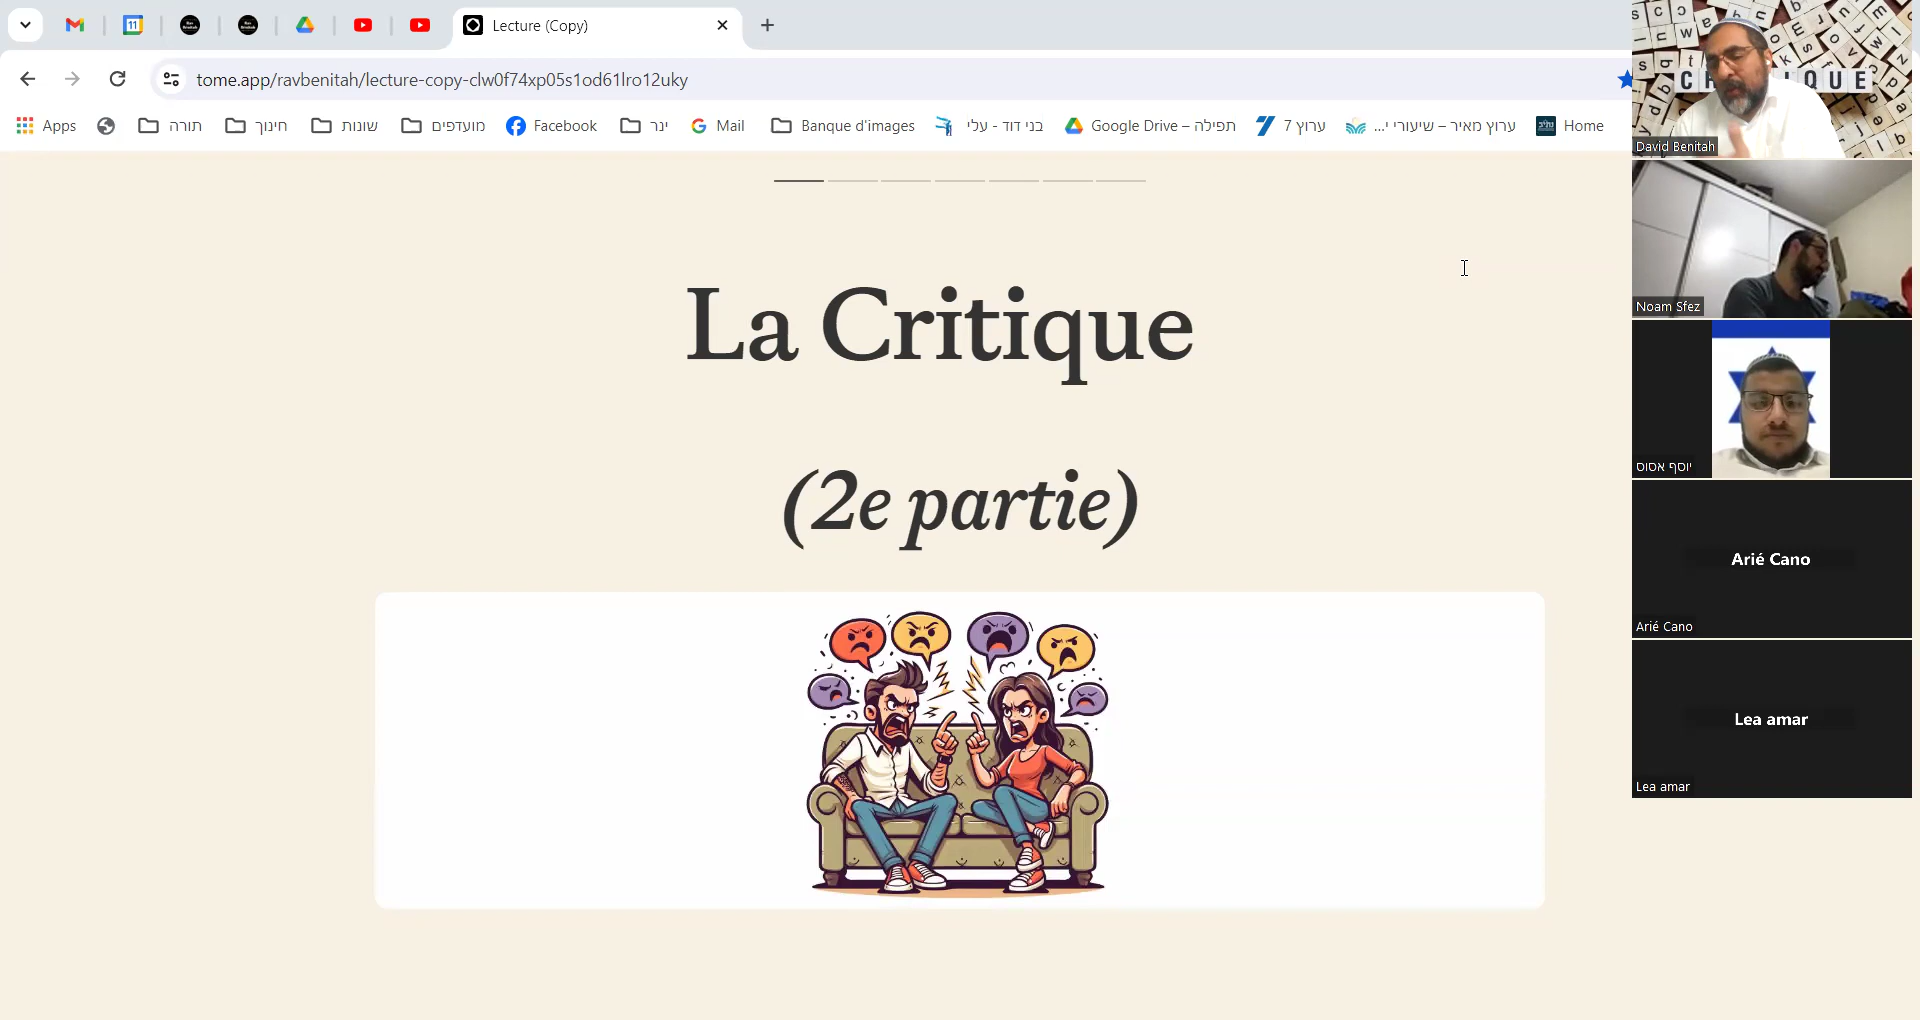 11
Lecture (Copy)
tome.app/ravbenitah/lecture-copy-clw0f74xp05s1od61lro12uky
Apps
תורה
חינוך
שונות
מועדפים
Facebook
ינר
Mail
Banque d'images
בני דוד - עלי
Google Drive – תפילה
ערוץ 7
ערוץ מאיר – שיעורי י...
Home
La Critique
(2e partie)
David Benitah
Noam Sfez
יוסף אסוס
Arié Cano
Arié Cano
Lea amar
Lea amar